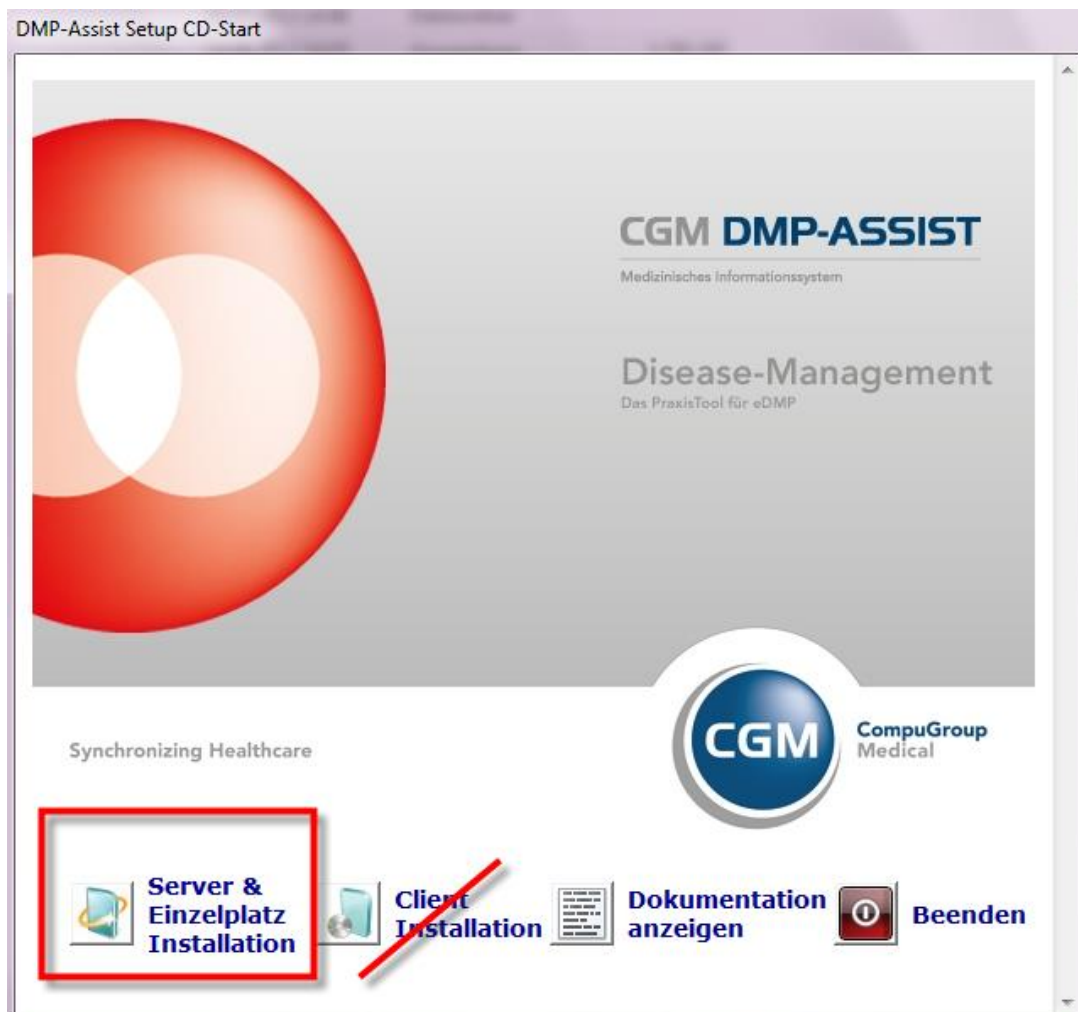 DMP-Assist Setup CD-Start
CGM DMP-ASSIST
Medizinisches Informationssystem
Disease-Management
Das PraxisTool für eDMP
CGM
CompuGroup
Medical
Synchronizing Healthcare
Server &
Einzelplatz
Installation
Client
Installation
Dokumentation
anzeigen
Beenden